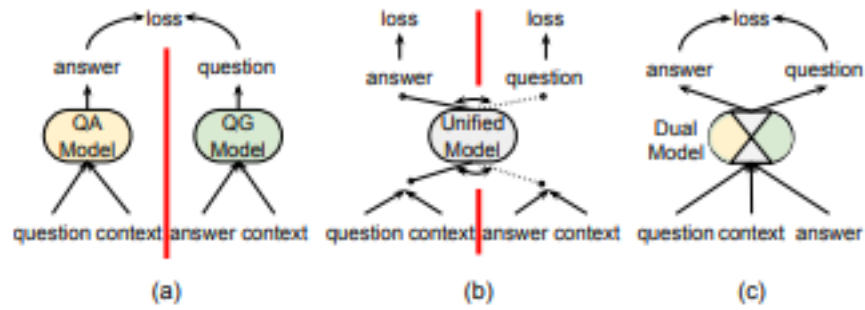 loss
answer
question
QA
Model
QG
Model
question context
answer context
(a)
loss
loss
answer
question
Unified
Model
question context
answer context
(b)
loss
answer
question
Dual
Model
question context answer
(c)